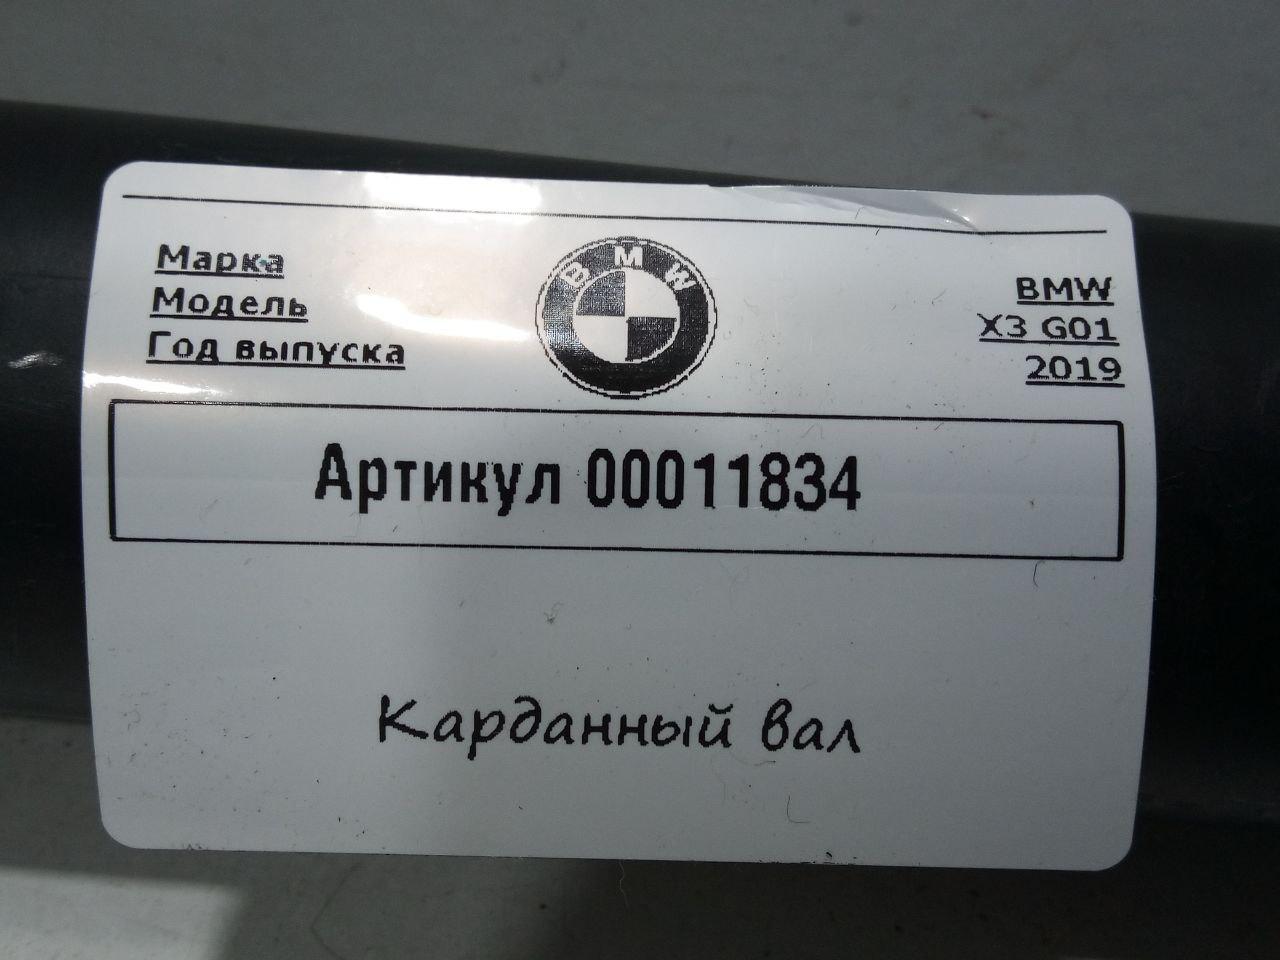 Марка BMW BMW
Модель X3 G01
Год выпуска 2019
Артикул 00011834
Карданный вал